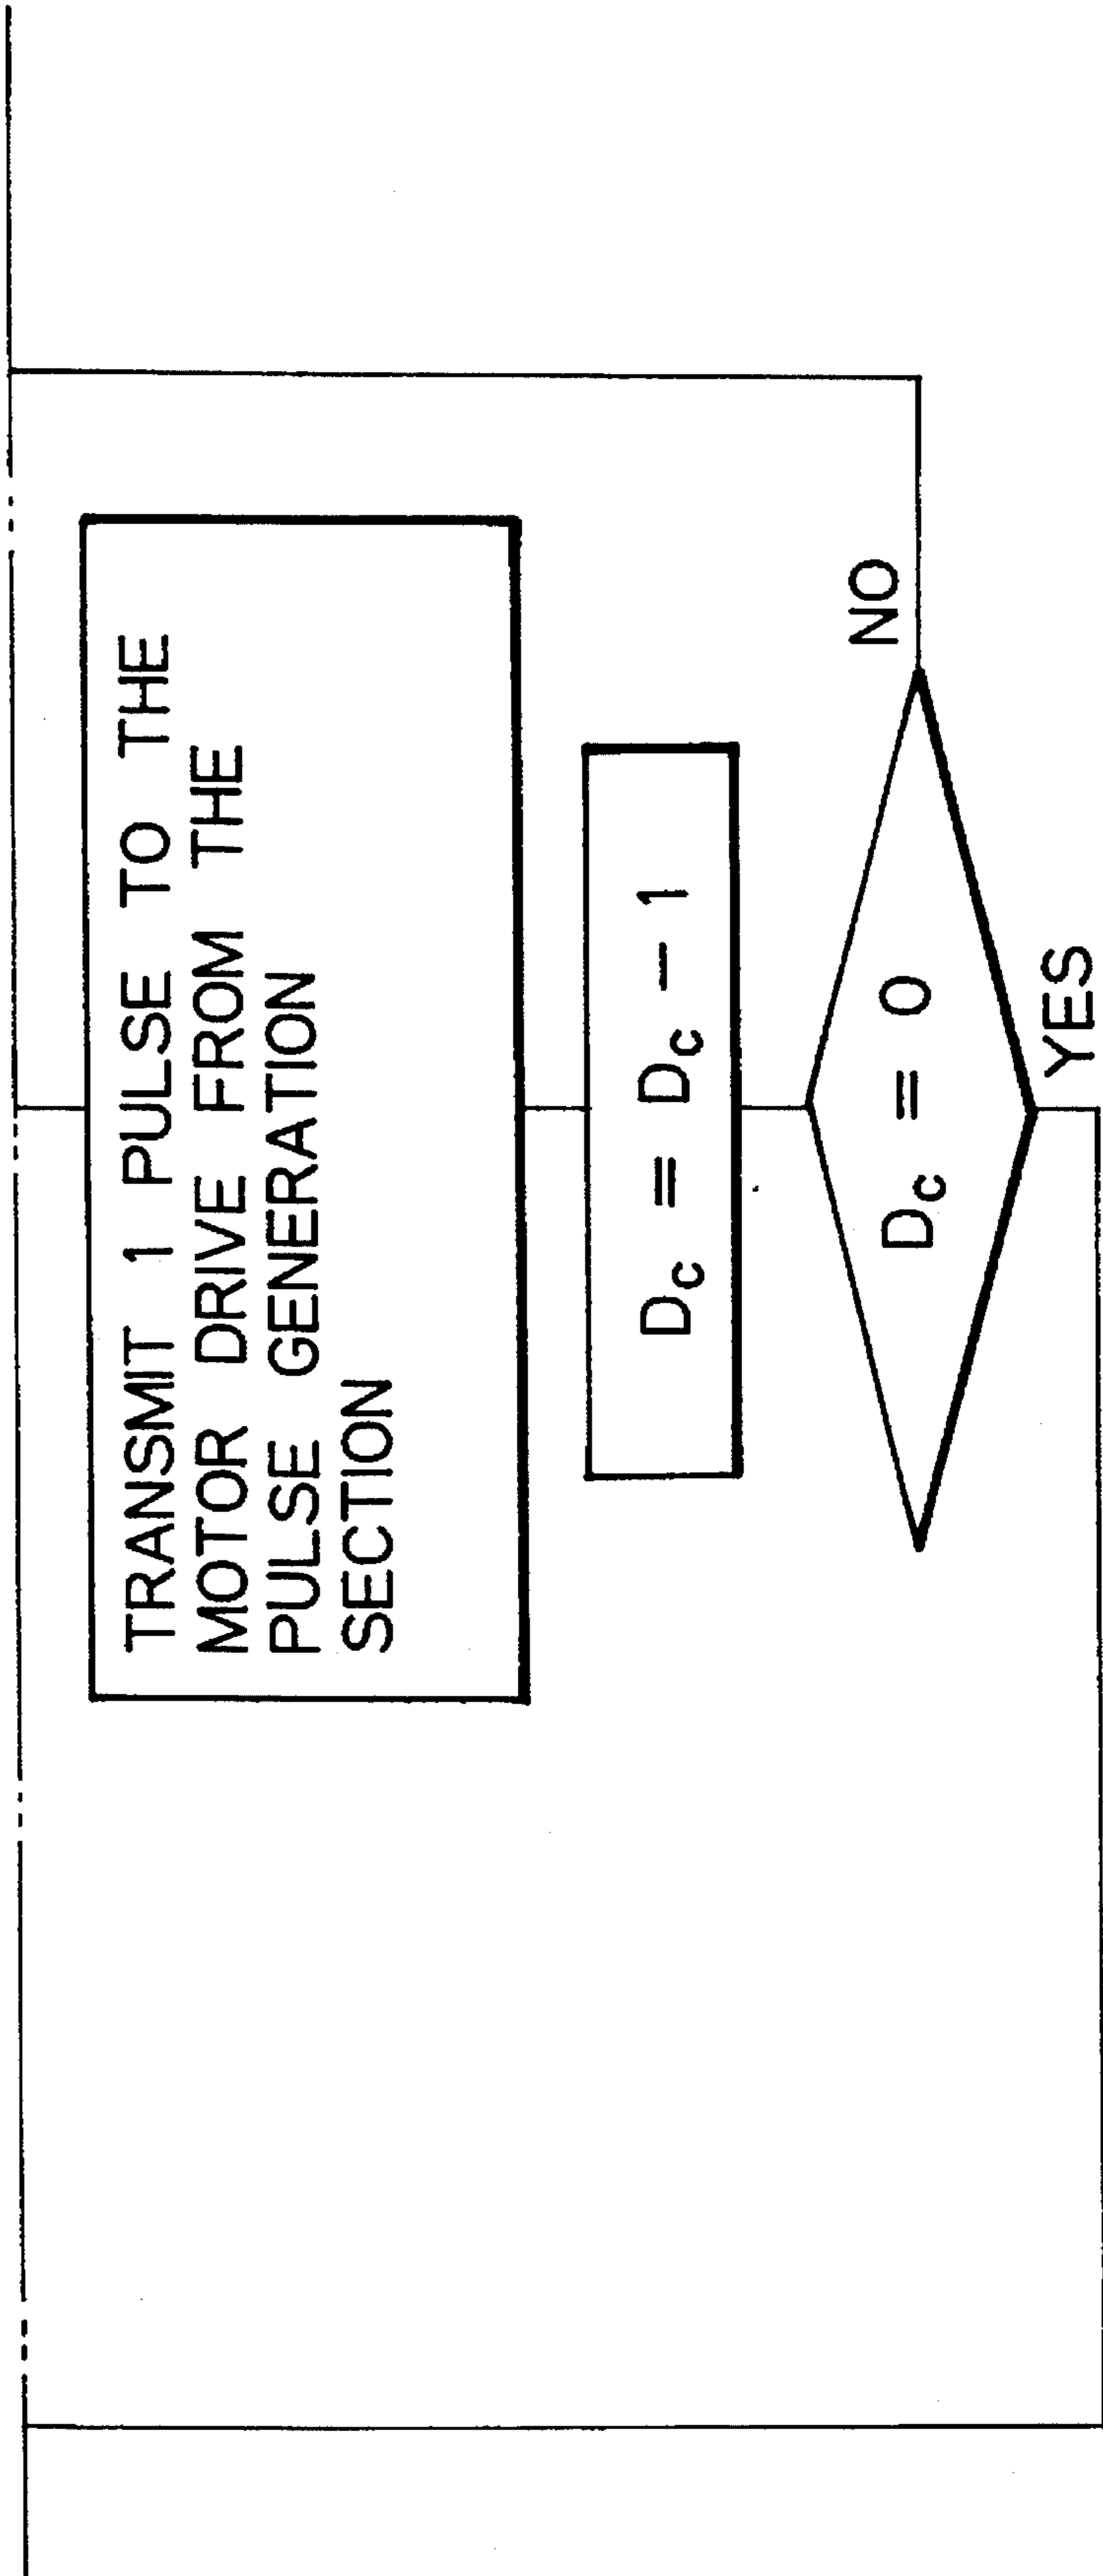 TRANSMIT 1 PULSE TO THE
MOTOR DRIVE FROM THE
PULSE GENERATION
SECTION
Dc = Dc - 1
Dc = 0
NO
YES